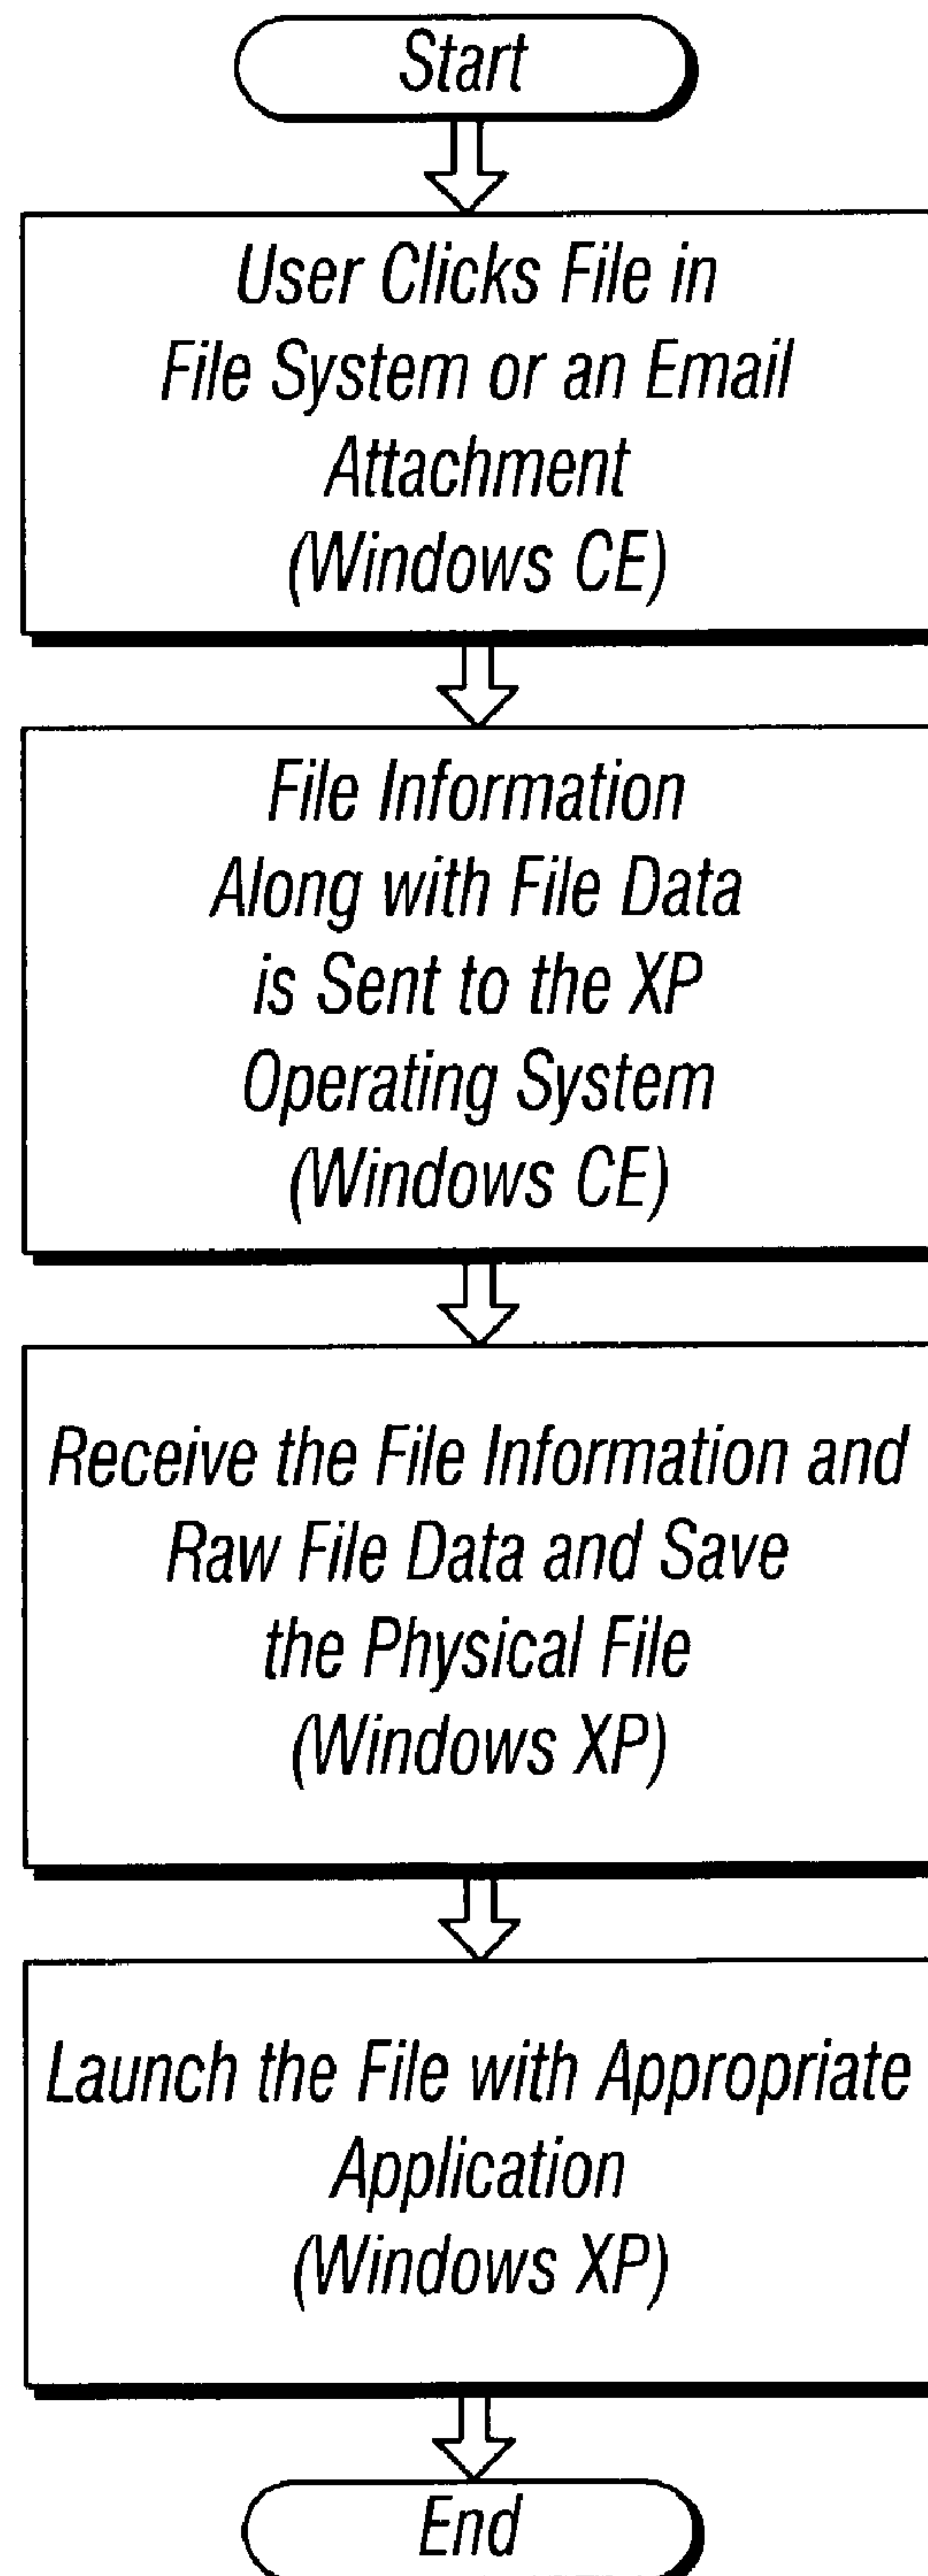 Start
User Clicks File in
File System or an Email
Attachment
(Windows CE)
File Information
Along with File Data
is Sent to the XP
Operating System
(Windows CE)
Receive the File Information and
Raw File Data and Save
the Physical File
(Windows XP)
Launch the File with Appropriate
Application
(Windows XP)
End